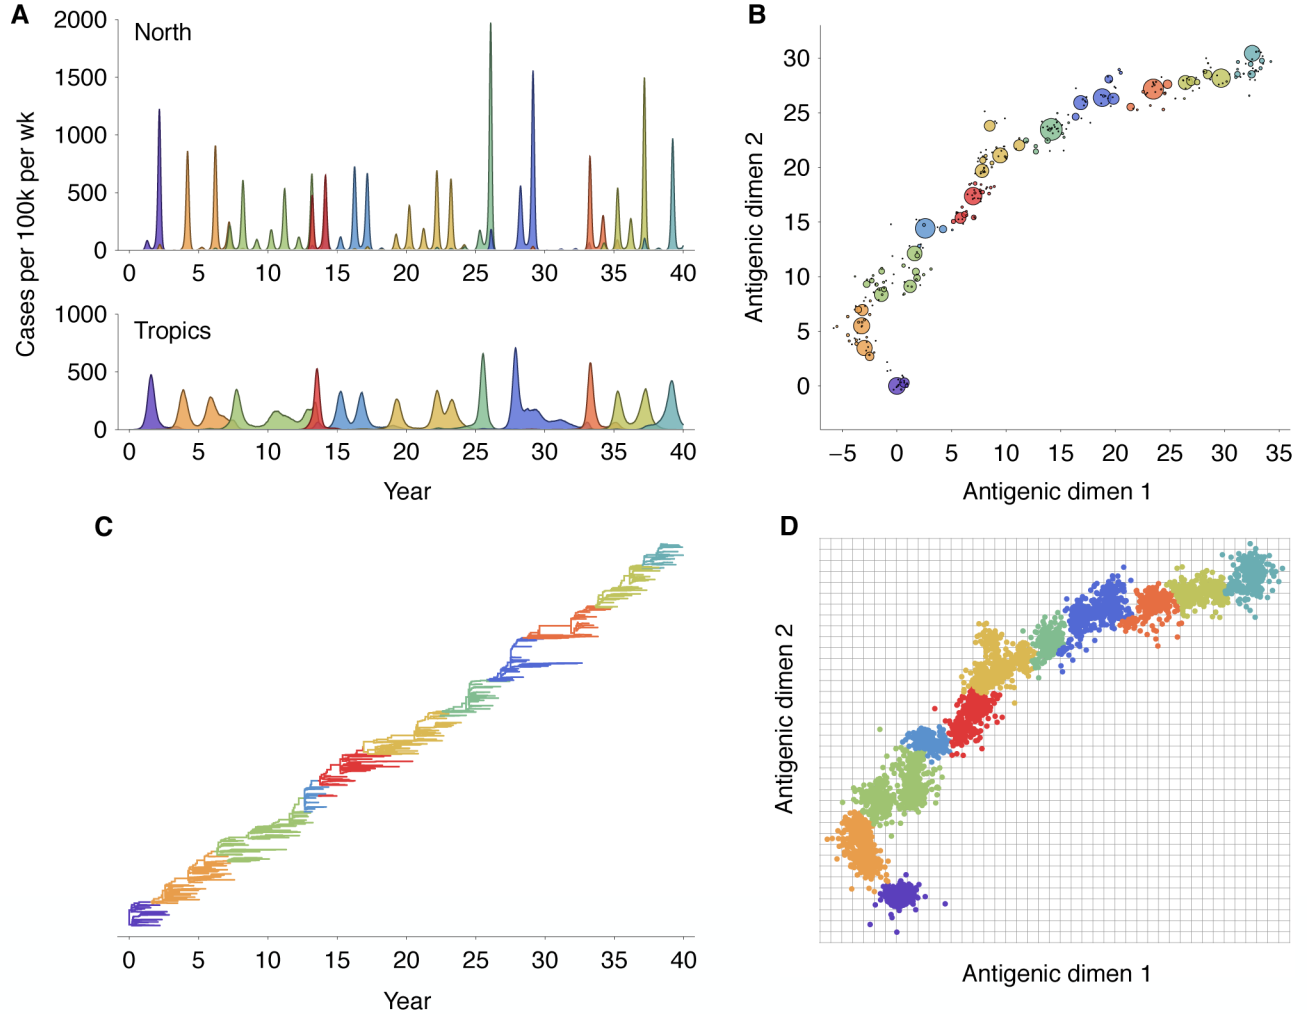 A
North
2000
1500
1000
500
0
0 5 10 15 20 25 30 35 40
Tropics
1000
500
0
0 5 10 15 20 25 30 35 40
Cases per 100k per wk
Year
B
30
25
20
15
10
5
0
−5 0 5 10 15 20 25 30 35
Antigenic dimen 2
Antigenic dimen 1
C
0 5 10 15 20 25 30 35 40
Year
D
Antigenic dimen 2
Antigenic dimen 1